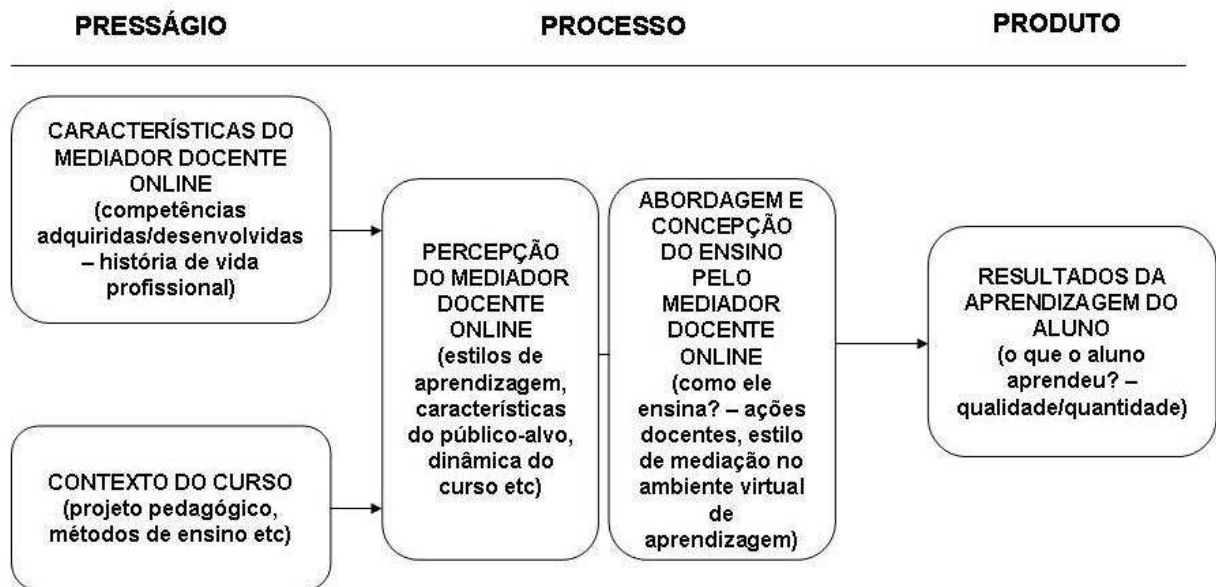 PRESSÁGIO
PROCESSO
PRODUTO
CARACTERÍSTICAS DO
MEDIADOR DOCENTE
ONLINE
(competências
adquiridas/desenvolvidas
– história de vida
profissional)
CONTEXTO DO CURSO
(projeto pedagógico,
métodos de ensino etc)
PERCEPÇÃO
DO MEDIADOR
DOCENTE
ONLINE
(estilos de
aprendizagem,
características
do público-alvo,
dinâmica do
curso etc)
ABORDAGEM E
CONCEPÇÃO
DO ENSINO
PELO
MEDIADOR
DOCENTE
ONLINE
(como ele
ensina? – ações
docentes, estilo
de mediação no
ambiente virtual
de
aprendizagem)
RESULTADOS DA
APRENDIZAGEM DO
ALUNO
(o que o aluno
aprendeu? –
qualidade/quantidade)